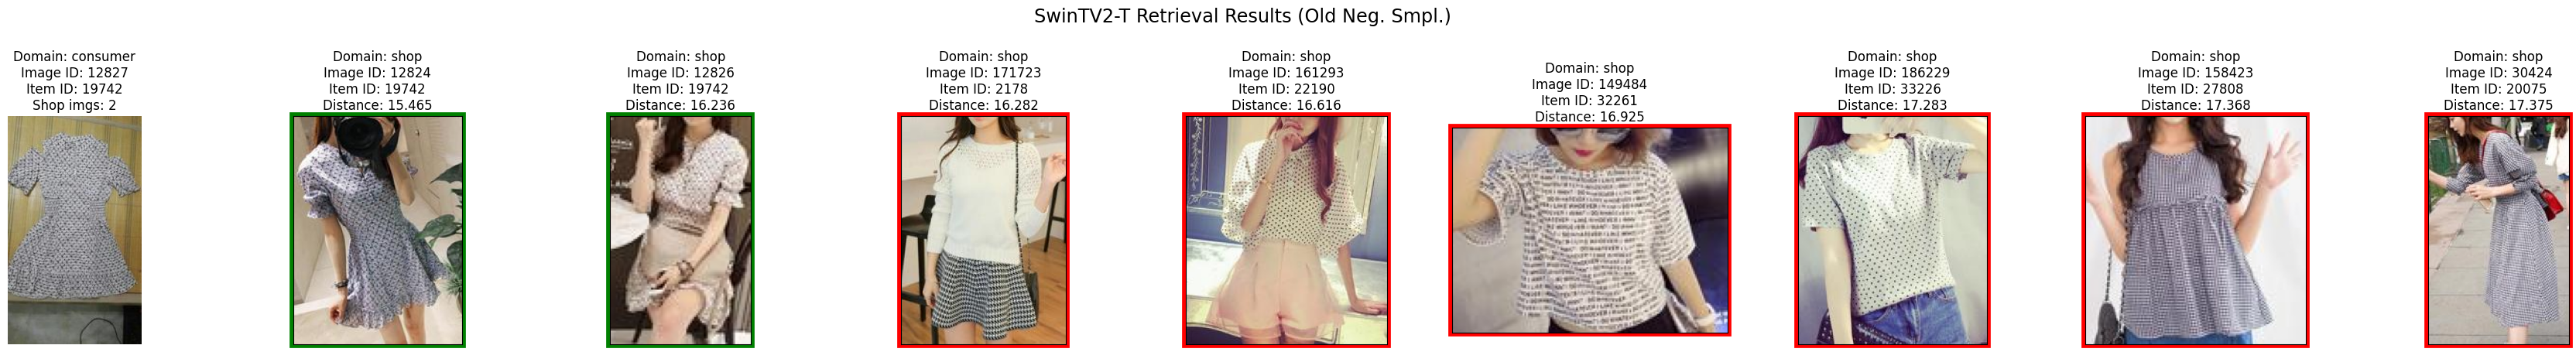 SwinTV2-T Retrieval Results (Old Neg. Smpl.)
Domain: consumer
Image ID: 12827
Item ID: 19742
Shop imgs: 2
Domain: shop
Image ID: 12824
Item ID: 19742
Distance: 15.465
Domain: shop
Image ID: 12826
Item ID: 19742
Distance: 16.236
Domain: shop
Image ID: 171723
Item ID: 2178
Distance: 16.282
Domain: shop
Image ID: 161293
Item ID: 22190
Distance: 16.616
Domain: shop
Image ID: 149484
Item ID: 32261
Distance: 16.925
Domain: shop
Image ID: 186229
Item ID: 33226
Distance: 17.283
Domain: shop
Image ID: 158423
Item ID: 27808
Distance: 17.368
Domain: shop
Image ID: 30424
Item ID: 20075
Distance: 17.375